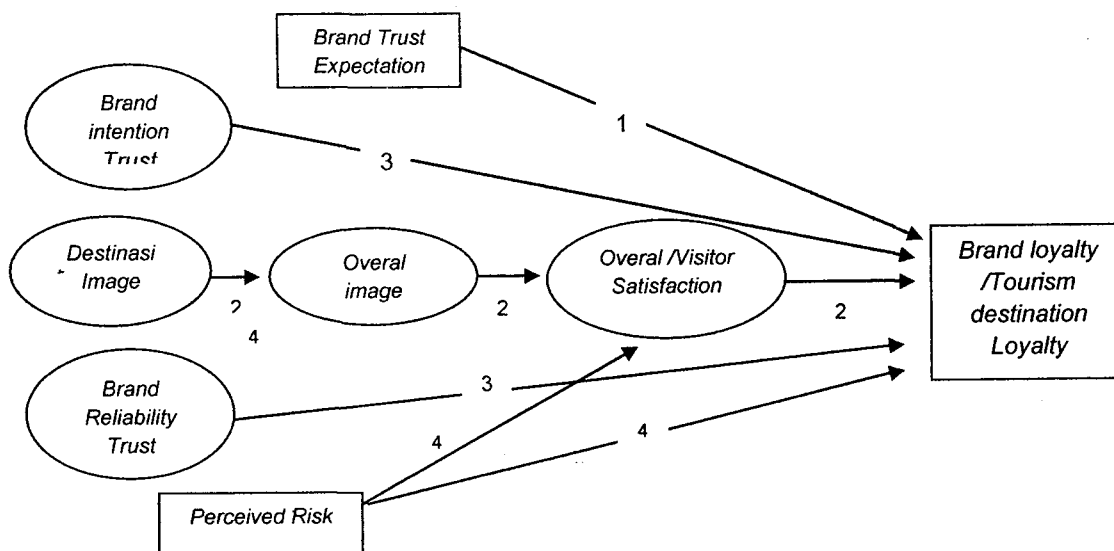 Brand Trust
Expectation
1
Brand
intention
Trust
3
Destinasi
Image
2
4
Overal
image
2
Overal /Visitor
Satisfaction
2
Brand loyalty
/Tourism
destination
Loyalty
Brand
Reliability
Trust
3
4
4
Perceived Risk